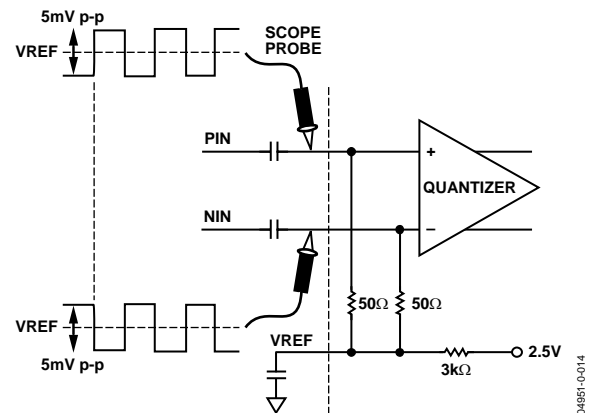 5mV p-p
VREF
SCOPE
PROBE
PIN
+
QUANTIZER
NIN
−
50Ω
50Ω
VREF
5mV p-p
VREF
2.5V
3kΩ
04951-0-014